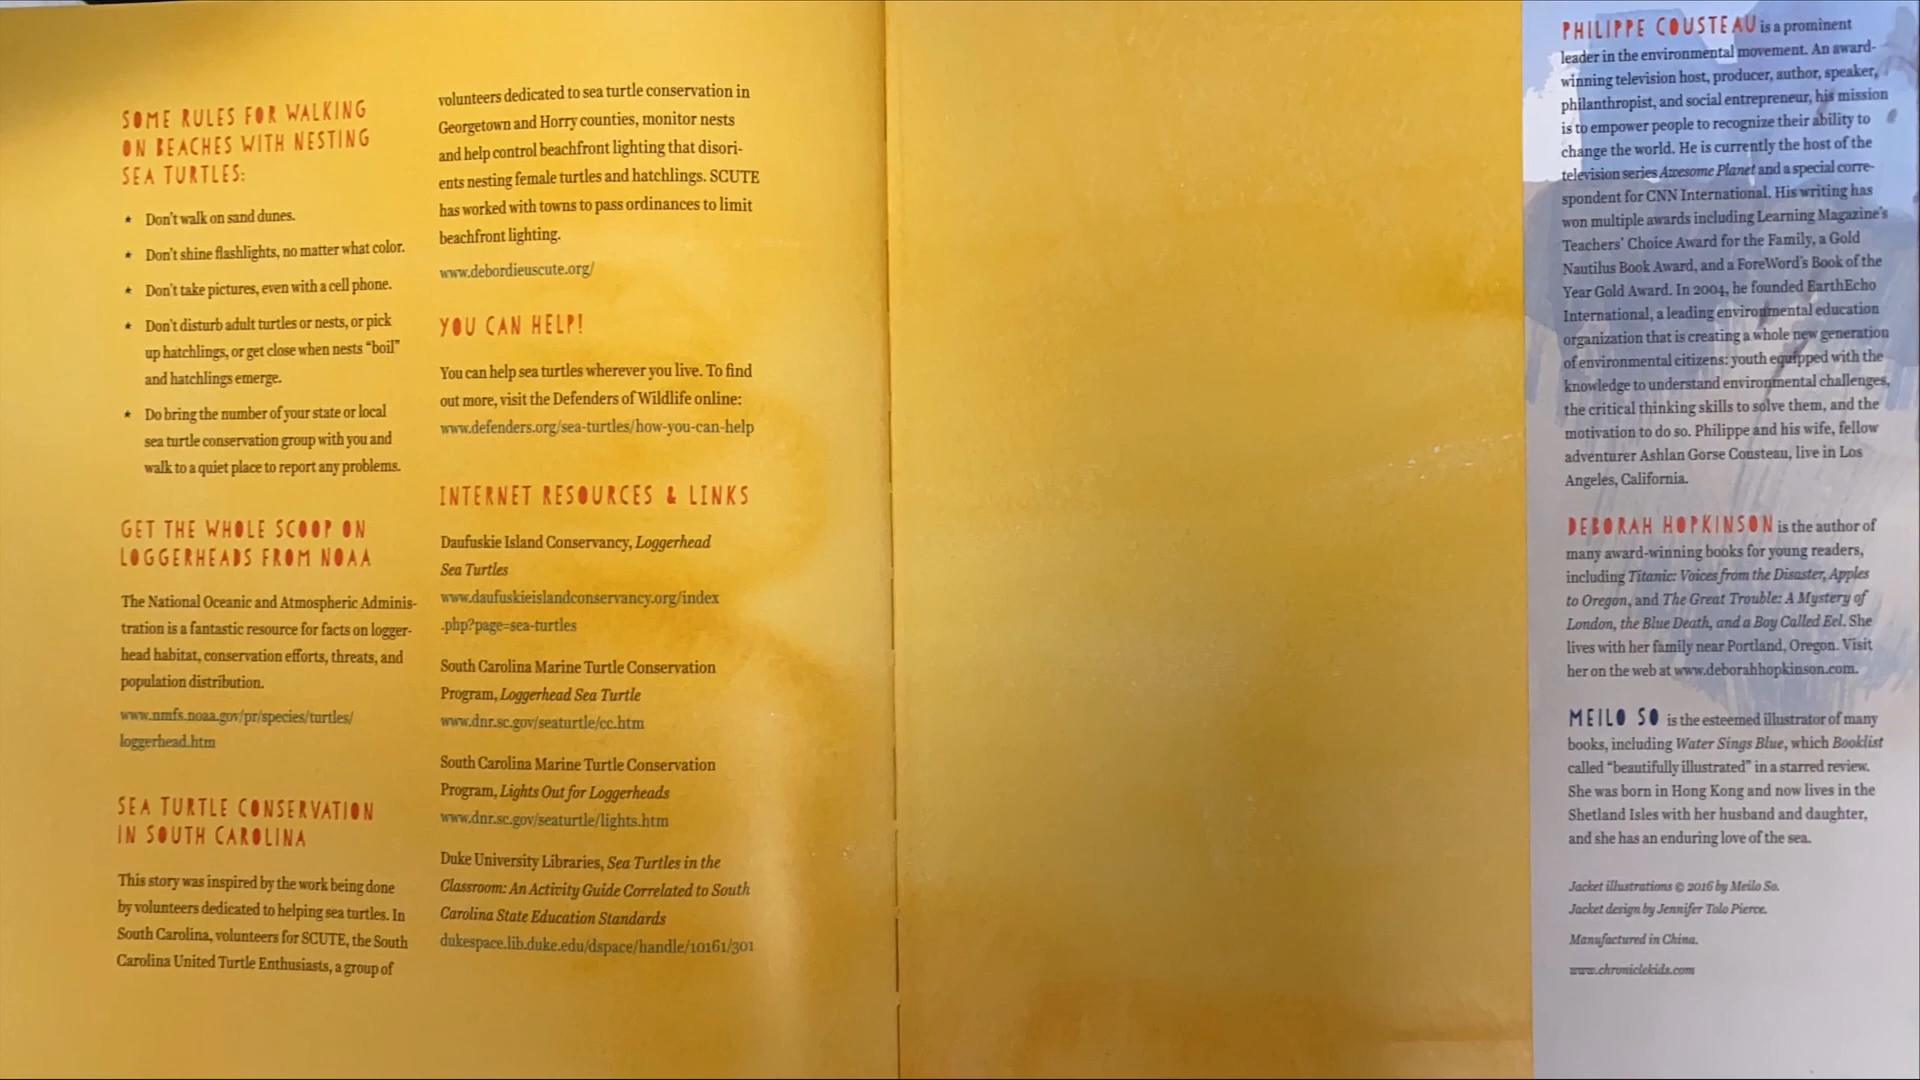 SOME RULES FOR WALKING
ON BEACHES WITH NESTING
SEA TURTLES:
* Don't walk on sand dunes.
* Don't shine flashlights, no matter what color.
* Don't take pictures, even with a cell phone.
* Don't disturb adult turtles or nests, or pick
up hatchlings, or get close when nests “boil”
and hatchlings emerge.
* Do bring the number of your state or local
sea turtle conservation group with you and
walk to a quiet place to report any problems.
GET THE WHOLE SCOOP ON
LOGGERHEADS FROM NOAA
The National Oceanic and Atmospheric Adminis-
tration is a fantastic resource for facts on logger-
head habitat, conservation efforts, threats, and
population distribution.
www.nmfs.noaa.gov/pr/species/turtles/
loggerhead.htm
SEA TURTLE CONSERVATION
IN SOUTH CAROLINA
This story was inspired by the work being done
by volunteers dedicated to helping sea turtles. In
South Carolina, volunteers for SCUTE, the South
Carolina United Turtle Enthusiasts, a group of
volunteers dedicated to sea turtle conservation in
Georgetown and Horry counties, monitor nests
and help control beachfront lighting that disori-
ents nesting female turtles and hatchlings. SCUTE
has worked with towns to pass ordinances to limit
beachfront lighting.
www.debordieuscute.org/
YOU CAN HELP!
You can help sea turtles wherever you live. To find
out more, visit the Defenders of Wildlife online:
www.defenders.org/sea-turtles/how-you-can-help
INTERNET RESOURCES & LINKS
Daufuskie Island Conservancy, Loggerhead
Sea Turtles
www.daufuskieislandconservancy.org/index
.php?page=sea-turtles
South Carolina Marine Turtle Conservation
Program, Loggerhead Sea Turtle
www.dnr.sc.gov/seaturtle/cc.htm
South Carolina Marine Turtle Conservation
Program, Lights Out for Loggerheads
www.dnr.sc.gov/seaturtle/lights.htm
Duke University Libraries, Sea Turtles in the
Classroom: An Activity Guide Correlated to South
Carolina State Education Standards
dukespace.lib.duke.edu/dspace/handle/10161/301
PHILIPPE COUSTEAU is a prominent
leader in the environmental movement. An award-
winning television host, producer, author, speaker,
philanthropist, and social entrepreneur, his mission
is to empower people to recognize their ability to
change the world. He is currently the host of the
television series Awesome Planet and a special corre-
spondent for CNN International. His writing has
won multiple awards including Learning Magazine's
Teachers' Choice Award for the Family, a Gold
Nautilus Book Award, and a ForeWord's Book of the
Year Gold Award. In 2004, he founded EarthEcho
International, a leading environmental education
organization that is creating a whole new generation
of environmental citizens: youth equipped with the
knowledge to understand environmental challenges,
the critical thinking skills to solve them, and the
motivation to do so. Philippe and his wife, fellow
adventurer Ashlan Gorse Cousteau, live in Los
Angeles, California.
DEBORAH HOPKINSON is the author of
many award-winning books for young readers,
including Titanic: Voices from the Disaster, Apples
to Oregon, and The Great Trouble: A Mystery of
London, the Blue Death, and a Boy Called Eel. She
lives with her family near Portland, Oregon. Visit
her on the web at www.deborahhopkinson.com.
MEILO SO is the esteemed illustrator of many
books, including Water Sings Blue, which Booklist
called “beautifully illustrated” in a starred review.
She was born in Hong Kong and now lives in the
Shetland Isles with her husband and daughter,
and she has an enduring love of the sea.
Jacket illustrations © 2016 by Meilo So.
Jacket design by Jennifer Tolo Pierce.
Manufactured in China.
www.chroniclekids.com